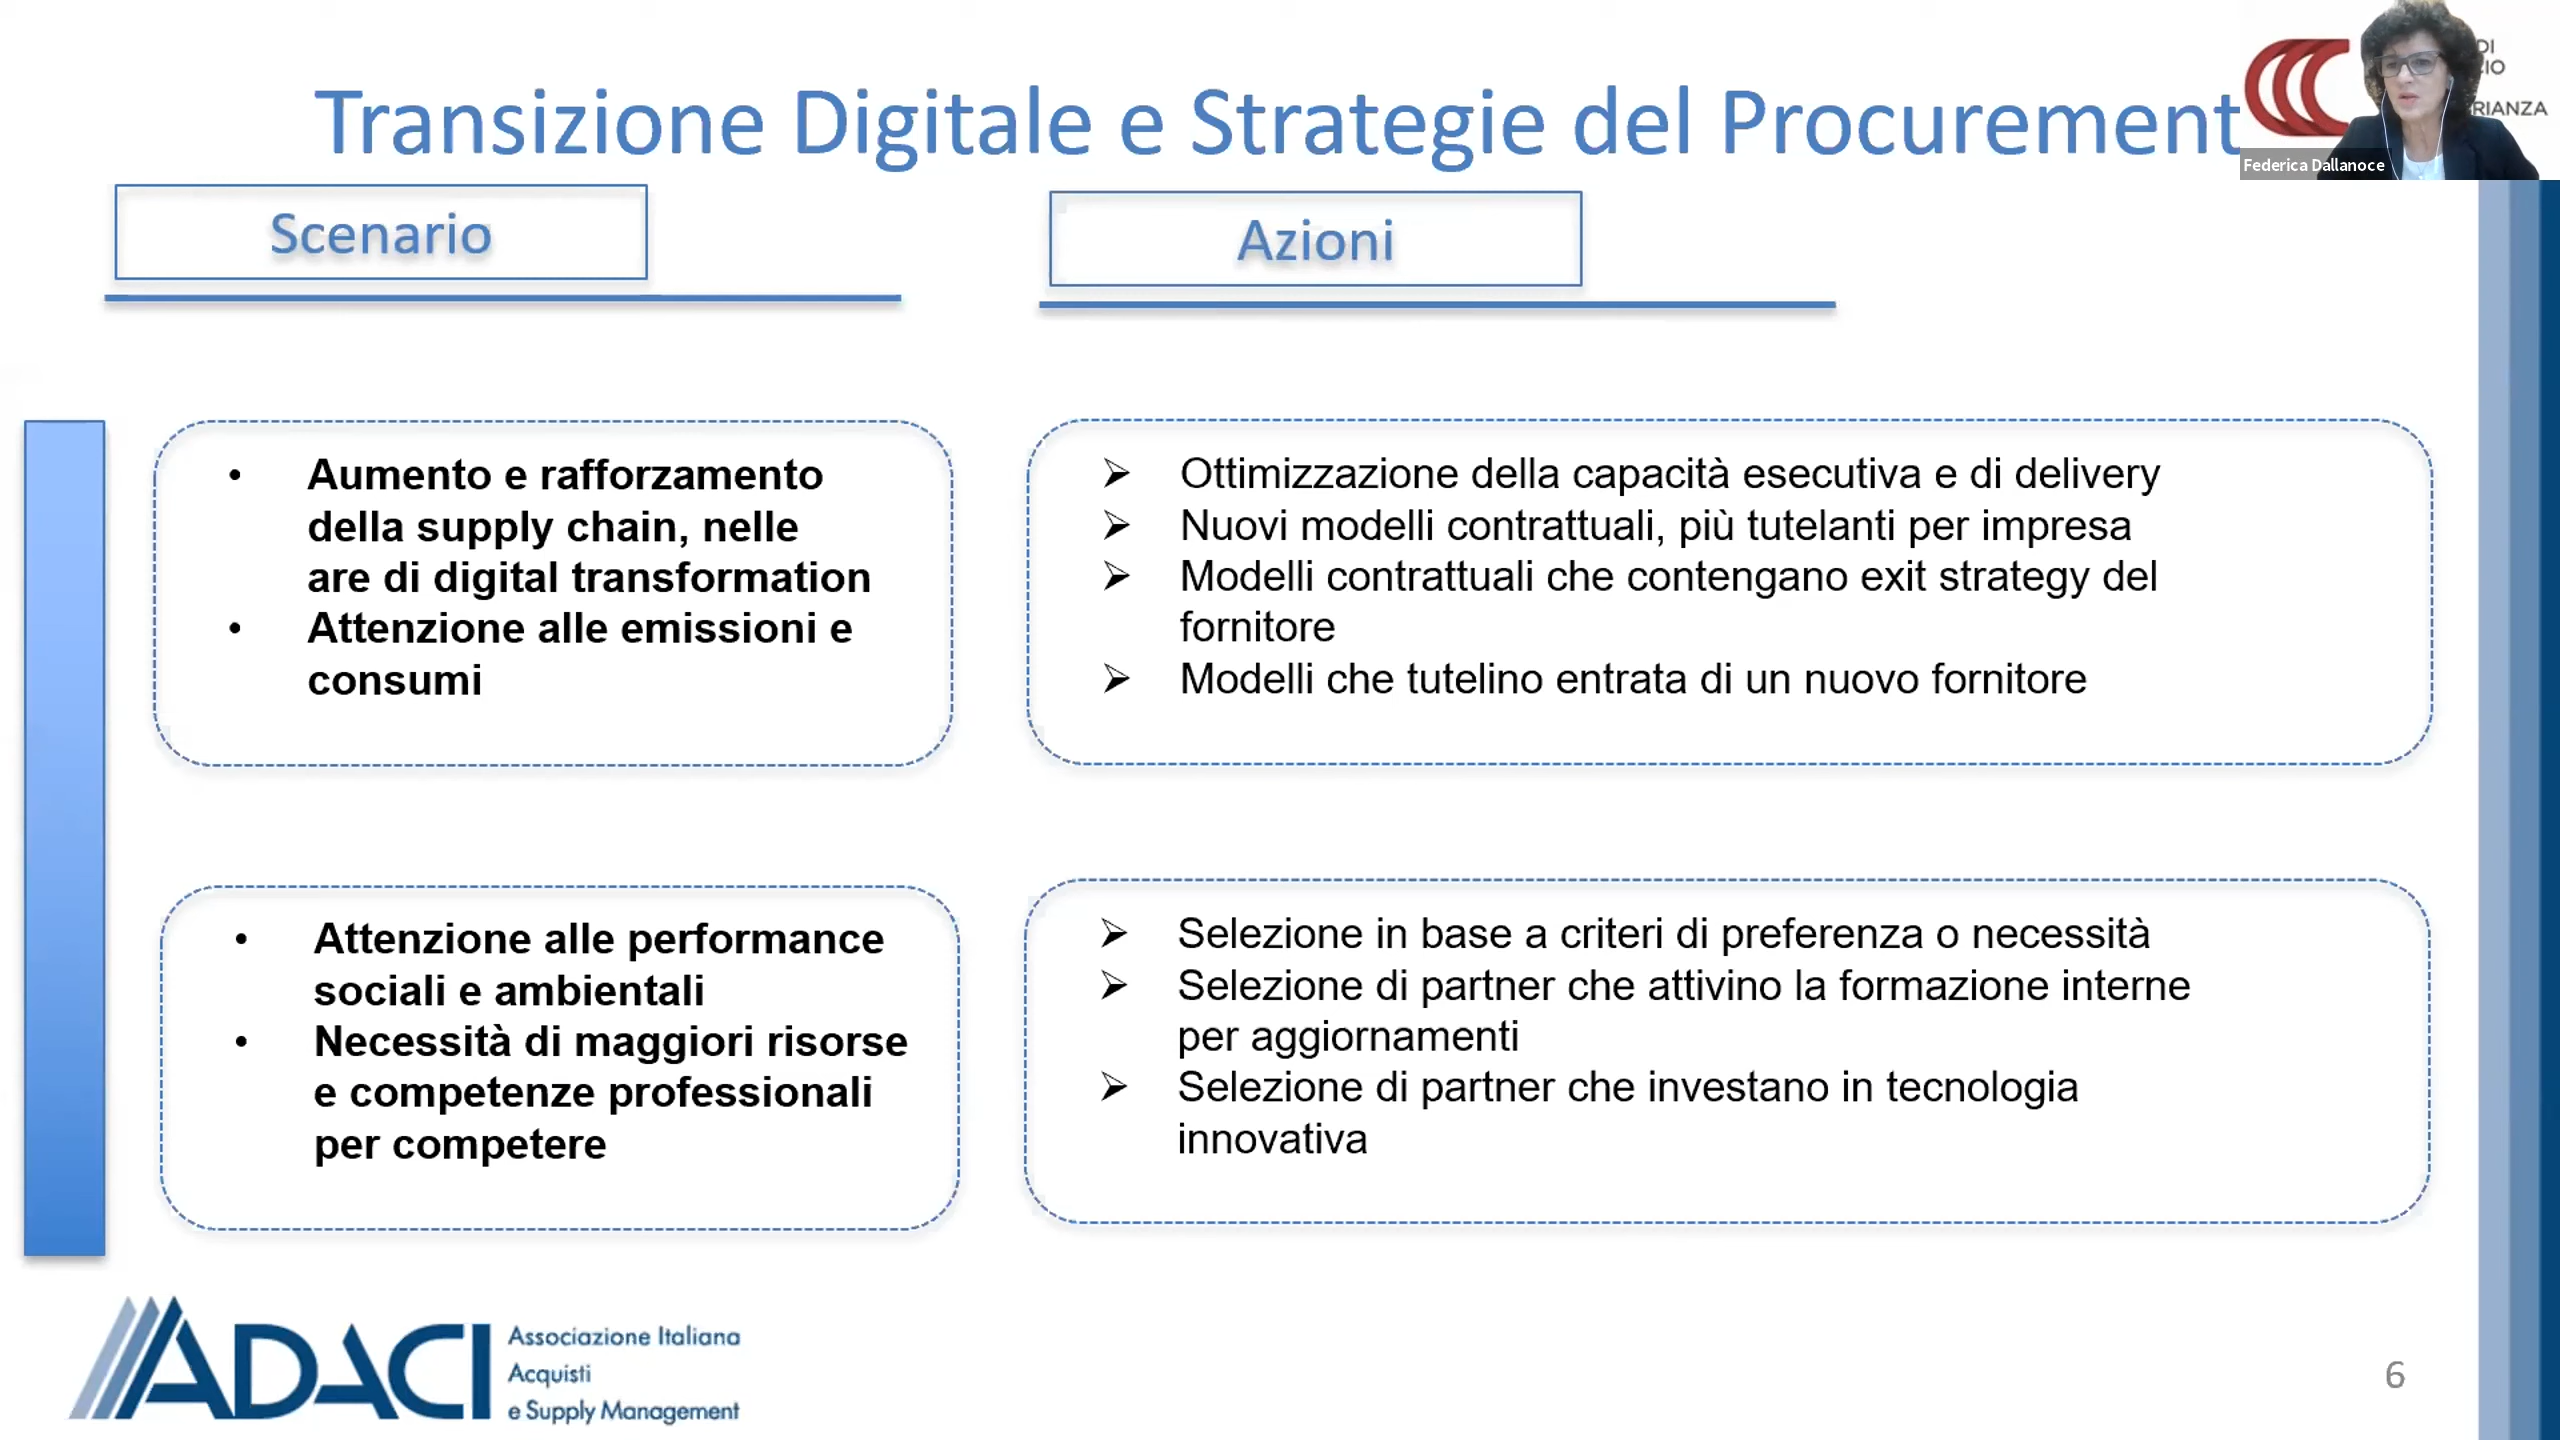 Transizione Digitale e Strategie del Procurement
DI
RIANZA
Federica Dallanoce
Scenario
Azioni
• Aumento e rafforzamento
della supply chain, nelle
are di digital transformation
• Attenzione alle emissioni e
consumi
➢ Ottimizzazione della capacità esecutiva e di delivery
➢ Nuovi modelli contrattuali, più tutelanti per impresa
➢ Modelli contrattuali che contengano exit strategy del
fornitore
➢ Modelli che tutelino entrata di un nuovo fornitore
• Attenzione alle performance
sociali e ambientali
• Necessità di maggiori risorse
e competenze professionali
per competere
➢ Selezione in base a criteri di preferenza o necessità
➢ Selezione di partner che attivino la formazione interne
per aggiornamenti
➢ Selezione di partner che investano in tecnologia
innovativa
ADACI
Associazione Italiana
Acquisti
e Supply Management
6